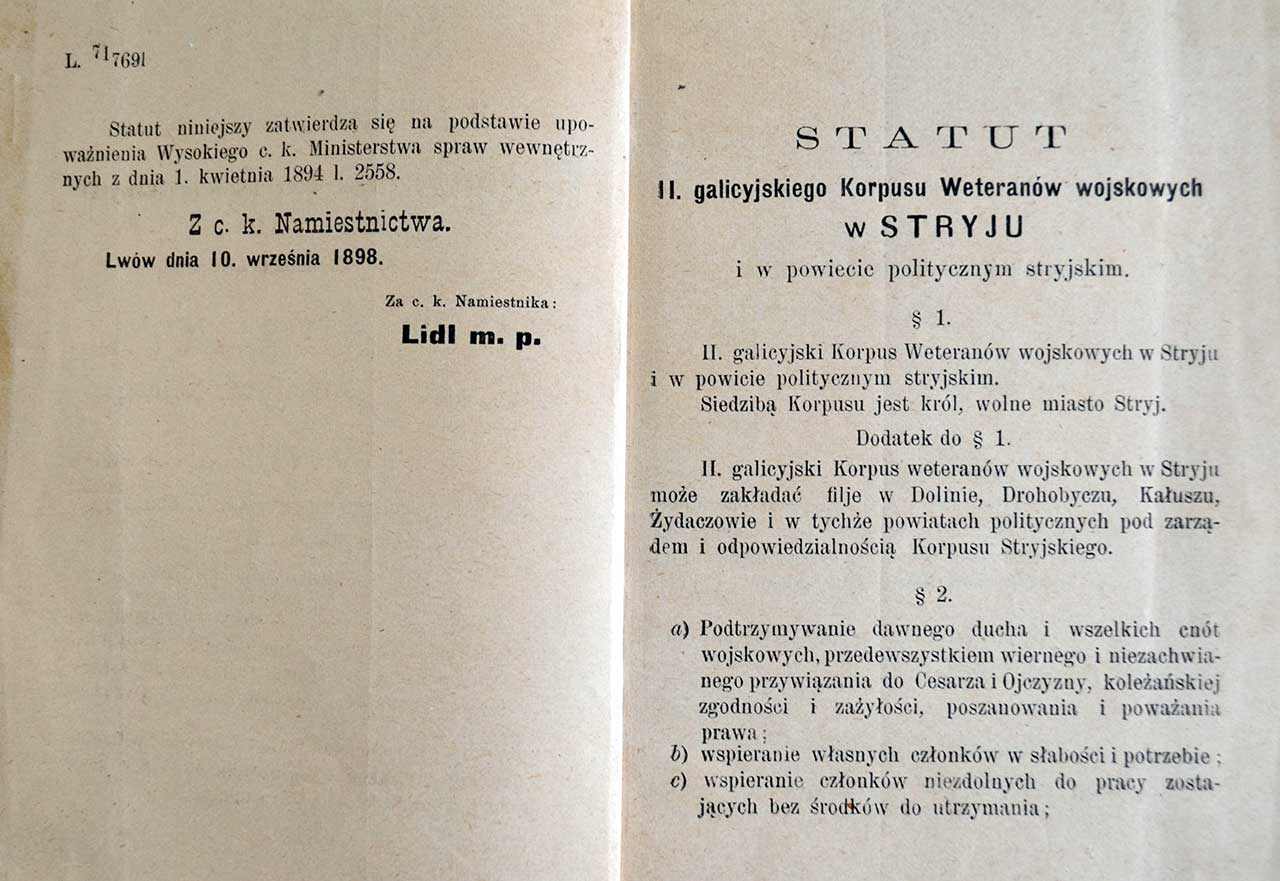 L. 717691
Statut niniejszy zatwierdza się na podstawie upo-
ważnienia Wysokiego c. k. Ministerstwa spraw wewnętrz-
nych z dnia 1. kwietnia 1894 l. 2558.
Z c. k. Namiestnictwa.
Lwów dnia 10. września 1898.
Za c. k. Namiestnika:
Lidl m. p.
STATUT
II. galicyjskiego Korpusu Weteranów wojskowych
w STRYJU
i w powiecie politycznym stryjskim.
§ 1.
II. galicyjski Korpus Weteranów wojskowych w Stryju
i w powicie politycznym stryjskim.
Siedzibą Korpusu jest król, wolne miasto Stryj.
Dodatek do § 1.
II. galicyjski Korpus weteranów wojskowych w Stryju
może zakładać filje w Dolinie, Drohobyczu, Kałuszu,
Żydaczowie i w tychże powiatach politycznych pod zarzą-
dem i odpowiedzialnością Korpusu Stryjskiego.
§ 2.
a) Podtrzymywanie dawnego ducha i wszelkich cnót
wojskowych, przedewszystkiem wiernego i niezachwia-
nego przywiązania do Cesarza i Ojczyzny, koleżańskiej
zgodności i zażyłości, poszanowania i poważania
prawa;
b) wspieranie własnych członków w słabości i potrzebie;
c) wspieranie członków niezdolnych do pracy zosta-
jących bez środków do utrzymania;